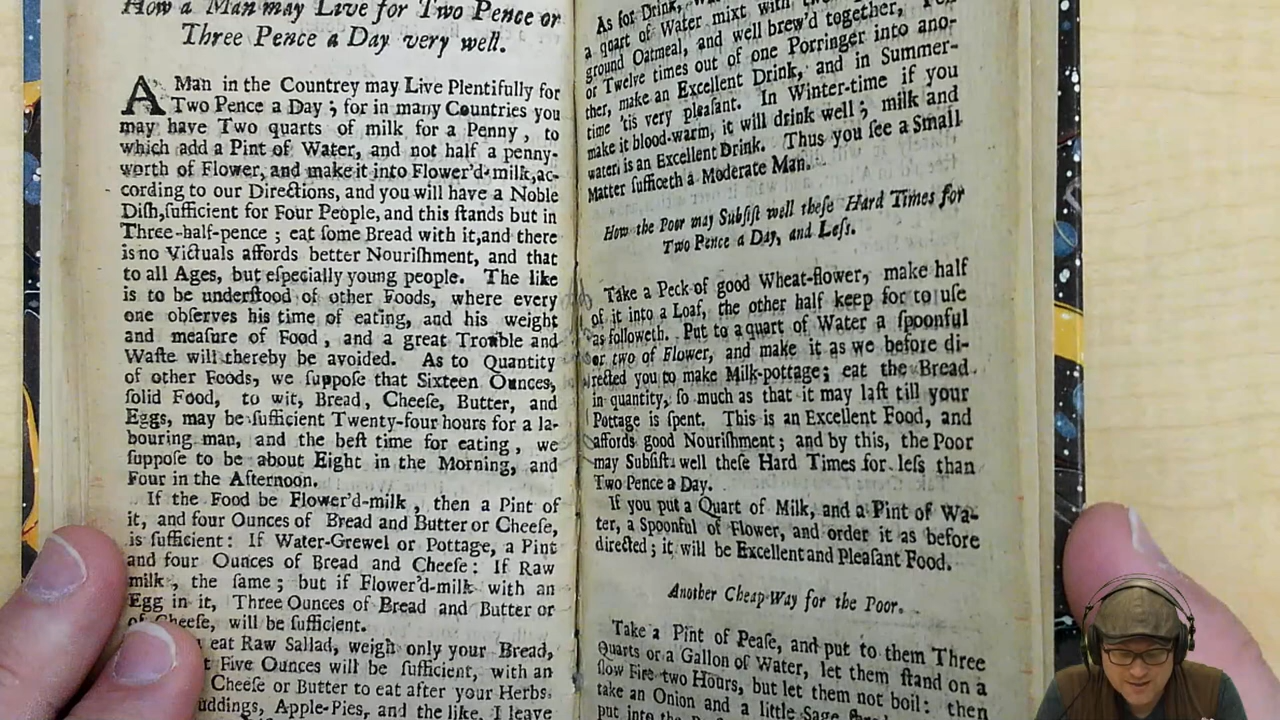 How a Man may Live for Two Pence or
Three Pence a Day very well.
A Man in the Countrey may Live Plentifully for
Two Pence a Day ; for in many Countries you
may have Two quarts of milk for a Penny , to
which add a Pint of Water, and not half a penny-
worth of Flower, and make it into Flower'd-milk,ac-
cording to our Directions, and you will have a Noble
Diſh,ſufficient for Four People, and this ſtands but in
Three-half-pence ; eat ſome Bread with it,and there
is no Victuals affords better Nouriſhment, and that
to all Ages, but eſpecially young people. The like
is to be underſtood of other Foods, where every
one obſerves his time of eating, and his weight
and meaſure of Food , and a great Trouble and
Waſte will thereby be avoided. As to Quantity
of other Foods, we ſuppoſe that Sixteen Ounces,
ſolid Food, to wit, Bread, Cheeſe, Butter, and
Eggs, may be ſufficient Twenty-four hours for a la-
bouring man, and the beſt time for eating , we
ſuppoſe to be about Eight in the Morning, and
Four in the Afternoon.
If the Food be Flower'd-milk , then a Pint of
it, and four Ounces of Bread and Butter or Cheeſe,
is ſufficient: If Water-Grewel or Pottage, a Pint
and four Ounces of Bread and Cheeſe: If Raw
milk , the ſame ; but if Flower'd-milk with an
Egg in it, Three Ounces of Bread and Butter or
of Cheeſe, will be ſufficient.
eat Raw Sallad, weigh only your Bread,
Five Ounces will be ſufficient, with an
Cheeſe or Butter to eat after your Herbs.
uddings, Apple-Pies, and the like, I leave
As for Drink,
a quart of Water mixt with
ground Oatmeal, and well brew'd together,
or Twelve times out of one Porringer into ano-
ther, make an Excellent Drink, and in Summer-
time 'tis very pleaſant. In Winter-time if you
make it blood-warm, it will drink well ; milk and
water is an Excellent Drink. Thus you ſee a Small
Matter ſufficeth a Moderate Man.
How the Poor may Subſiſt well theſe Hard Times for
Two Pence a Day, and Leſs.
Take a Peck of good Wheat-flower, make half
of it into a Loaf, the other half keep for to uſe
as followeth. Put to a quart of Water a ſpoonful
or two of Flower, and make it as we before di-
rected you to make Milk-pottage; eat the Bread
in quantity, ſo much as that it may laſt till your
Pottage is ſpent. This is an Excellent Food, and
affords good Nouriſhment ; and by this, the Poor
may Subſiſt well theſe Hard Times for leſs than
Two Pence a Day.
If you put a Quart of Milk, and a Pint of Wa-
ter, a Spoonful of Flower, and order it as before
directed ; it will be Excellent and Pleaſant Food.
Another Cheap Way for the Poor.
Take a Pint of Peaſe, and put to them Three
Quarts or a Gallon of Water, let them ſtand on a
ſlow Fire two Hours, but let them not boil: then
take an Onion and a little Sage
put into the